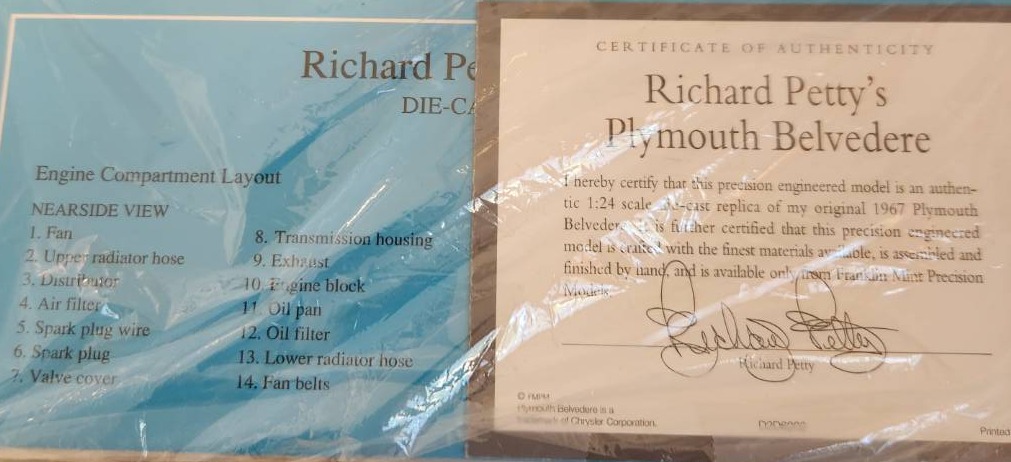 Richard Pe
DIE-CA
Engine Compartment Layout
NEARSIDE VIEW
1. Fan
2. Upper radiator hose
3. Distributor
4. Air filter
5. Spark plug wire
6. Spark plug
7. Valve cover
8. Transmission housing
9. Exhaust
10. Engine block
11. Oil pan
12. Oil filter
13. Lower radiator hose
14. Fan belts
CERTIFICATE OF AUTHENTICITY
Richard Petty's
Plymouth Belvedere
I hereby certify that this precision engineered model is an authen-
tic 1:24 scale, die-cast replica of my original 1967 Plymouth
Belvedere. It is further certified that this precision engineered
model is crafted with the finest materials available, is assembled and
finished by hand, and is available only from Franklin Mint Precision
Models.
Richard Petty
Richard Petty
© FMPM
Plymouth Belvedere is a
trademark of Chrysler Corporation.
Printed